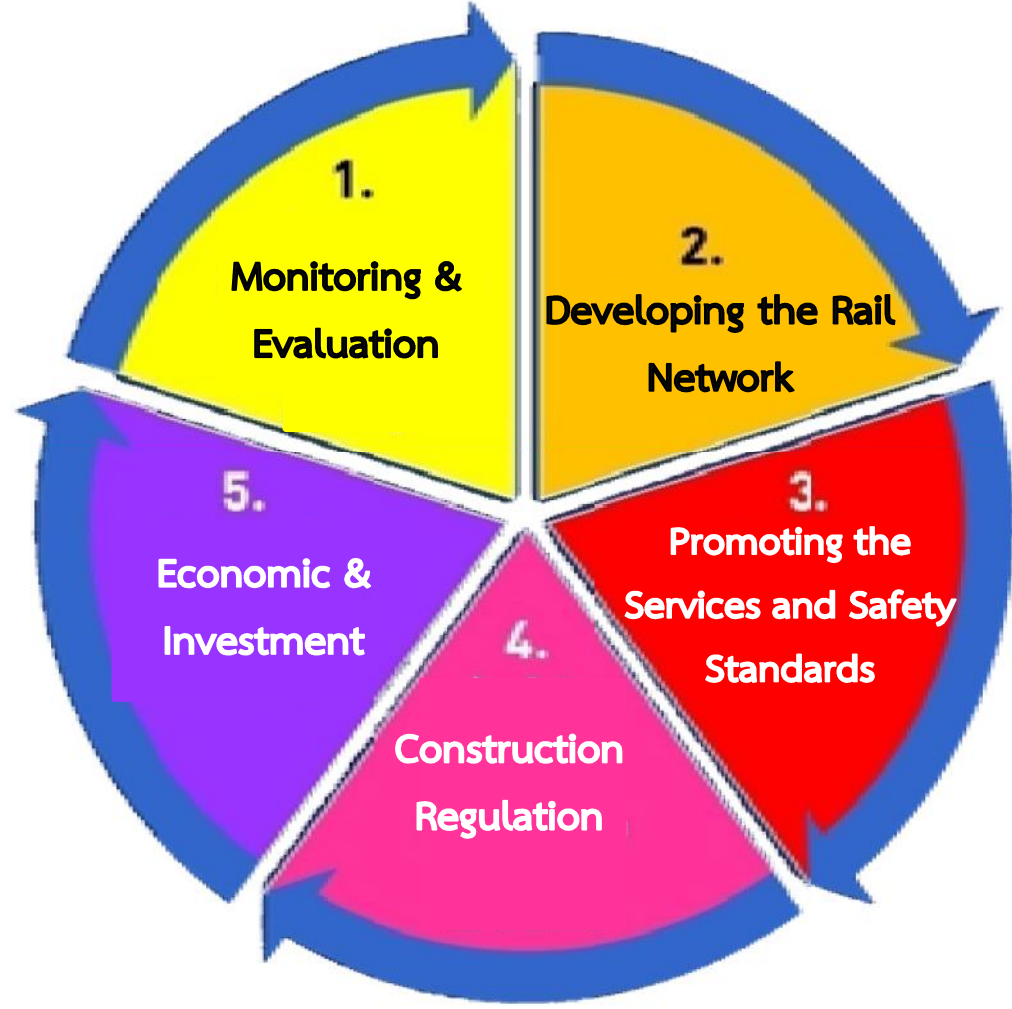 1.
Monitoring &
Evaluation
2.
Developing the Rail
Network
3.
Promoting the
Services and Safety
Standards
4.
Construction
Regulation
5.
Economic &
Investment